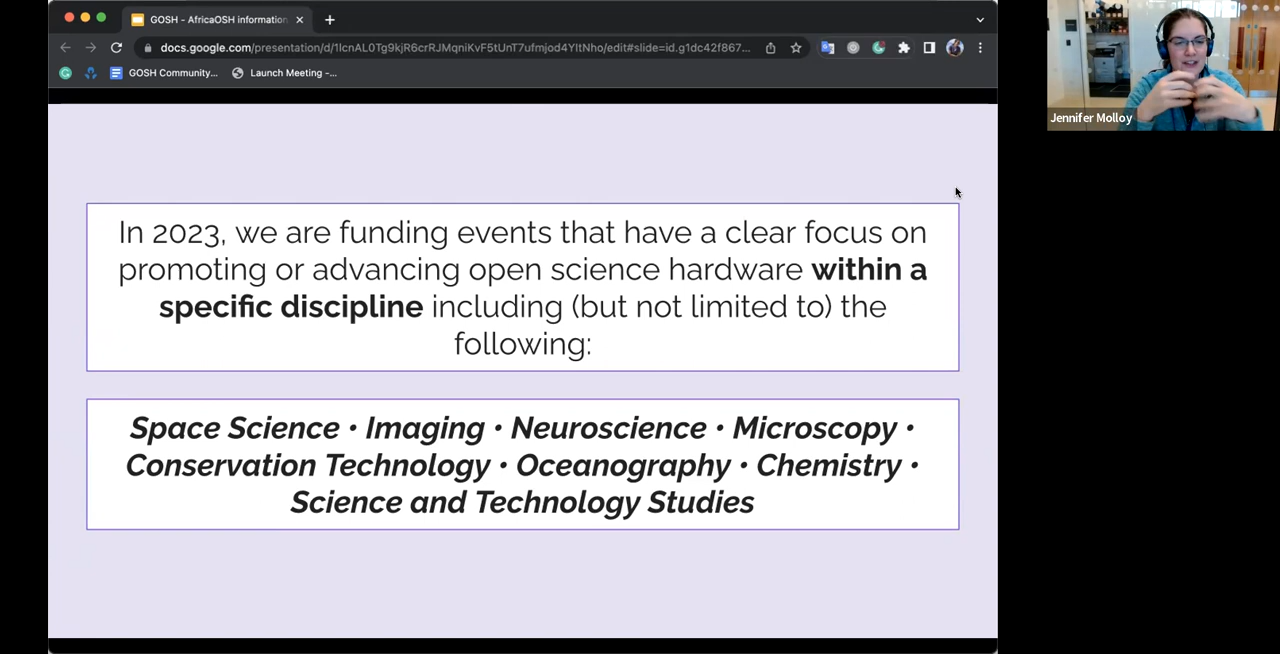 GOSH - AfricaOSH information
docs.google.com/presentation/d/1IcnAL0Tg9kjR6crRJMqniKvF5tUnT7ufmjod4YItNho/edit#slide=id.g1dc42f867...
GOSH Community...
Launch Meeting -...
Jennifer Molloy
In 2023, we are funding events that have a clear focus on
promoting or advancing open science hardware within a
specific discipline including (but not limited to) the
following:
Space Science • Imaging • Neuroscience • Microscopy •
Conservation Technology • Oceanography • Chemistry •
Science and Technology Studies